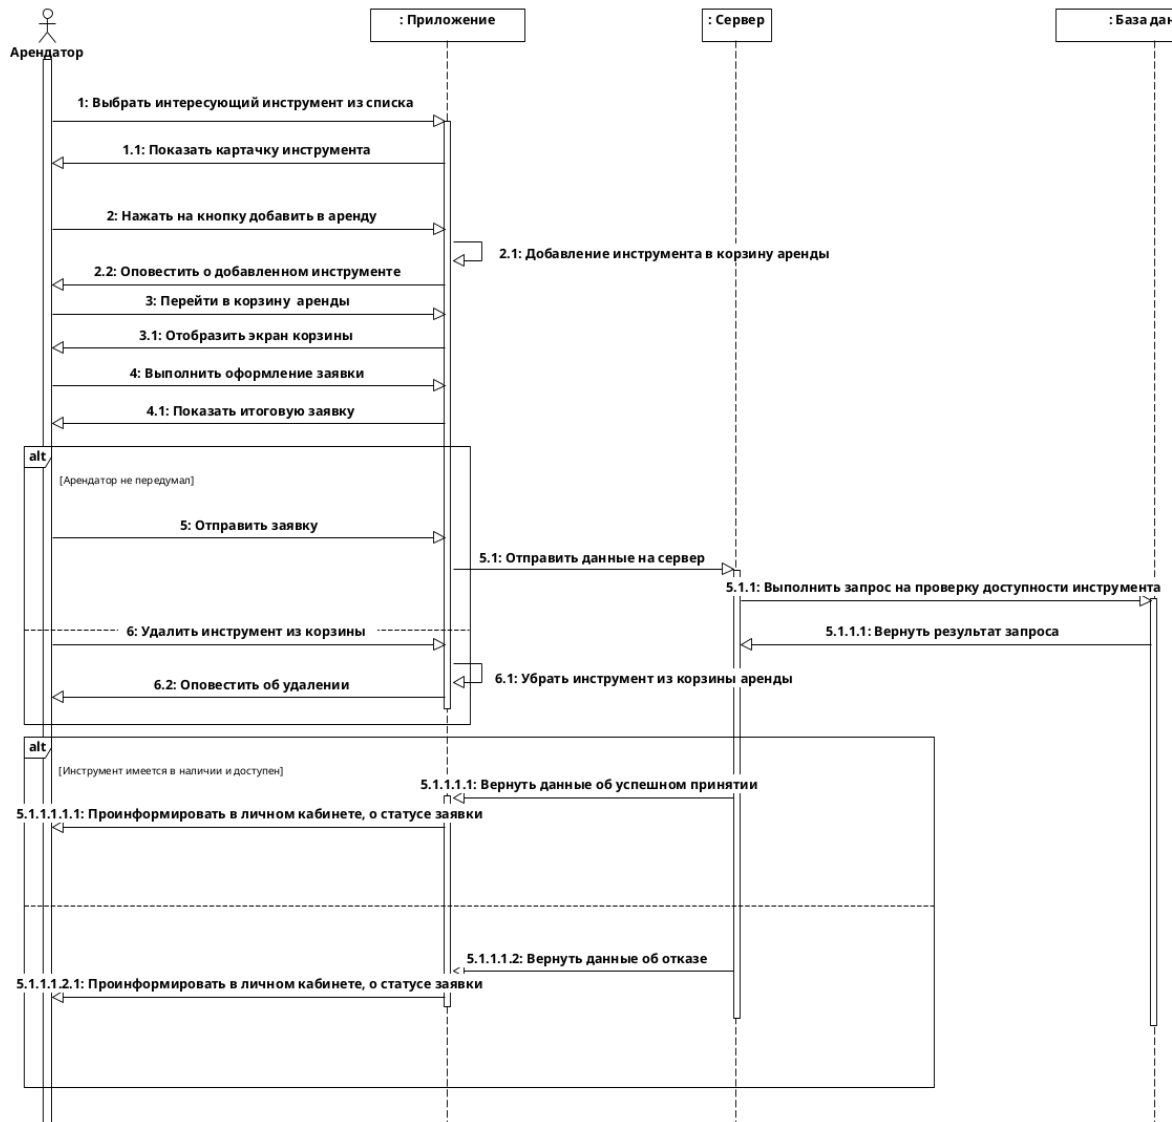 : Приложение
: Сервер
: База дан
Арендатор
1: Выбрать интересующий инструмент из списка
1.1: Показать картачку инструмента
2: Нажать на кнопку добавить в аренду
2.1: Добавление инструмента в корзину аренды
2.2: Оповестить о добавленном инструменте
3: Перейти в корзину аренды
3.1: Отобразить экран корзины
4: Выполнить оформление заявки
4.1: Показать итоговую заявку
alt
[Арендатор не передумал]
5: Отправить заявку
5.1: Отправить данные на сервер
5.1.1: Выполнить запрос на проверку доступности инструмента
6: Удалить инструмент из корзины
5.1.1.1: Вернуть результат запроса
6.1: Убрать инструмент из корзины аренды
6.2: Оповестить об удалении
alt
[Инструмент имеется в наличии и доступен]
5.1.1.1.1: Вернуть данные об успешном принятии
5.1.1.1.1.1: Проинформировать в личном кабинете, о статусе заявки
5.1.1.1.2: Вернуть данные об отказе
5.1.1.1.2.1: Проинформировать в личном кабинете, о статусе заявки